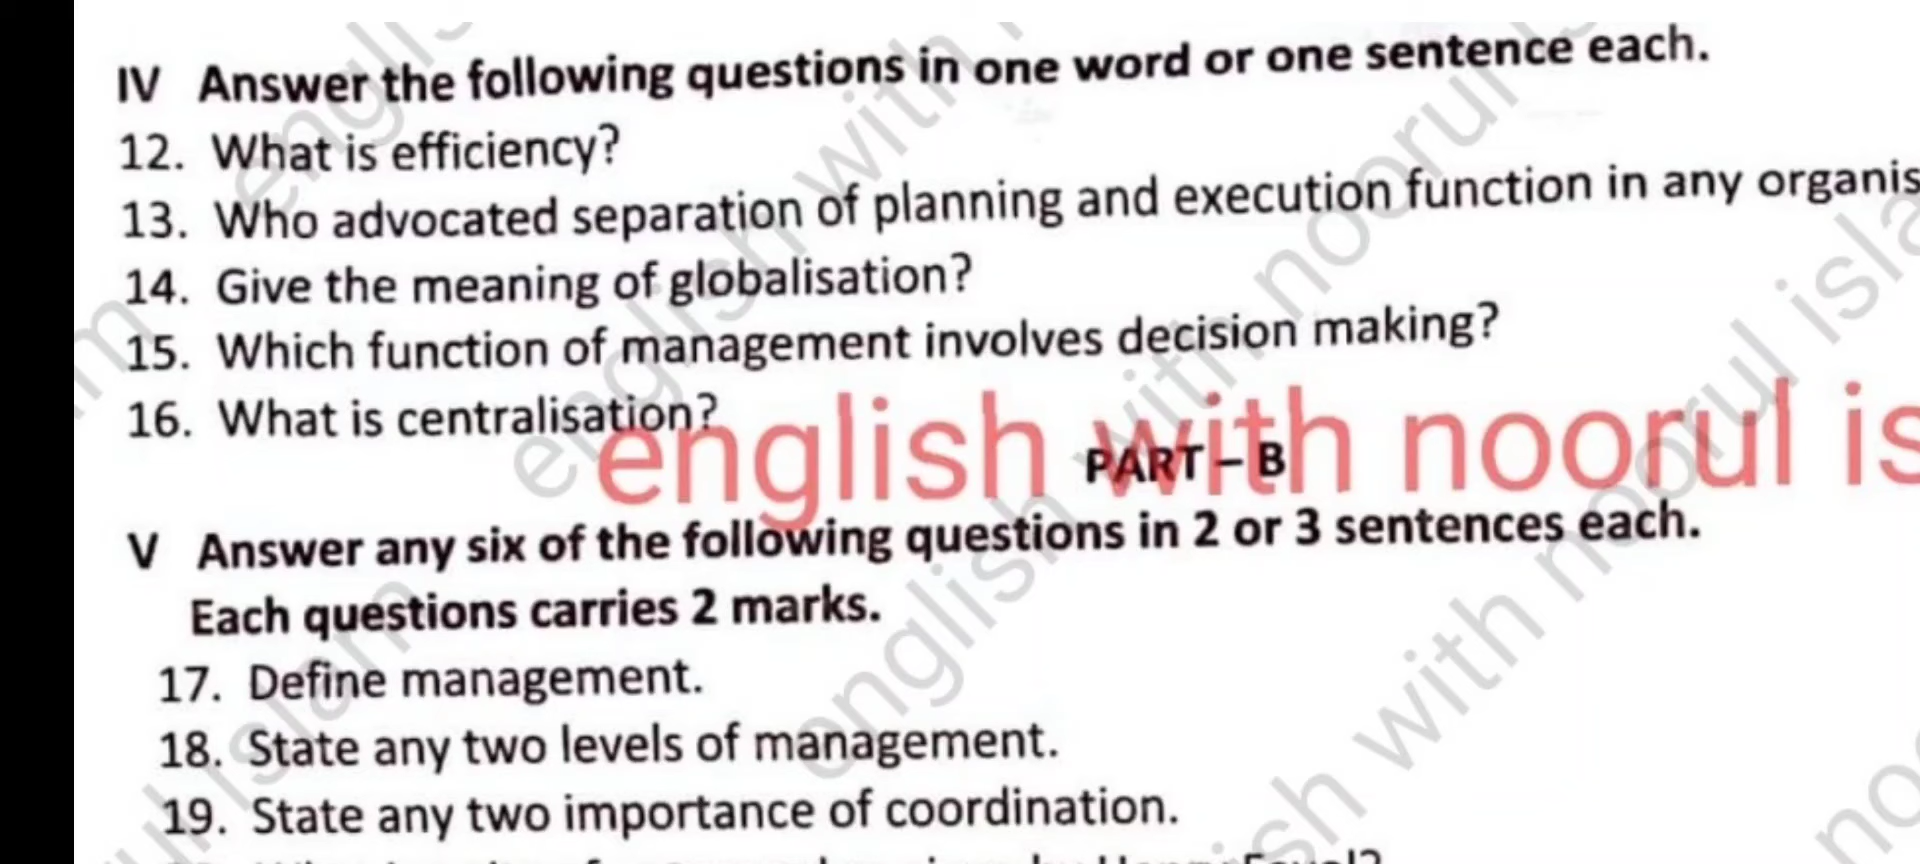 IV Answer the following questions in one word or one sentence each.
12. What is efficiency?
13. Who advocated separation of planning and execution function in any organis
14. Give the meaning of globalisation?
15. Which function of management involves decision making?
16. What is centralisation?
english with noorul is
PART – B
V Answer any six of the following questions in 2 or 3 sentences each.
Each questions carries 2 marks.
17. Define management.
18. State any two levels of management.
19. State any two importance of coordination.